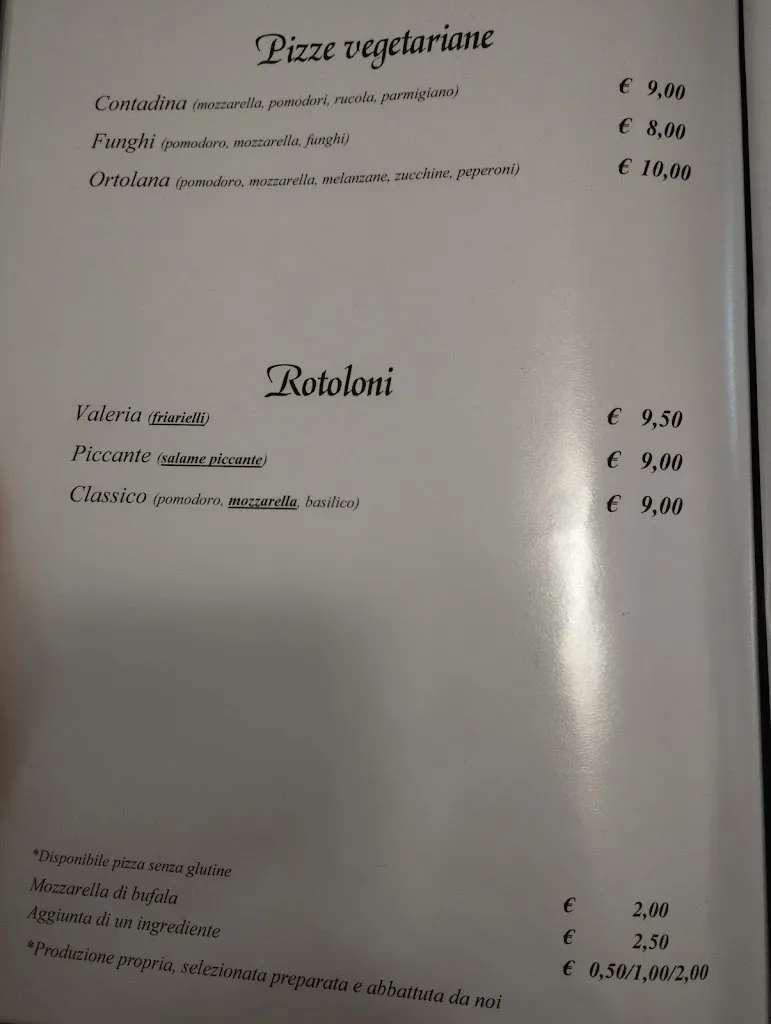 Pizze vegetariane
Contadina (mozzarella, pomodori, rucola, parmigiano) € 9,00
Funghi (pomodoro, mozzarella, funghi) € 8,00
Ortolana (pomodoro, mozzarella, melanzane, zucchine, peperoni) € 10,00
Rotoloni
Valeria (friarielli) € 9,50
Piccante (salame piccante) € 9,00
Classico (pomodoro, mozzarella, basilico) € 9,00
*Disponibile pizza senza glutine € 2,00
Mozzarella di bufala € 2,50
Aggiunta di un ingrediente € 0,50/1,00/2,00
*Produzione propria, selezionata preparata e abbattuta da noi